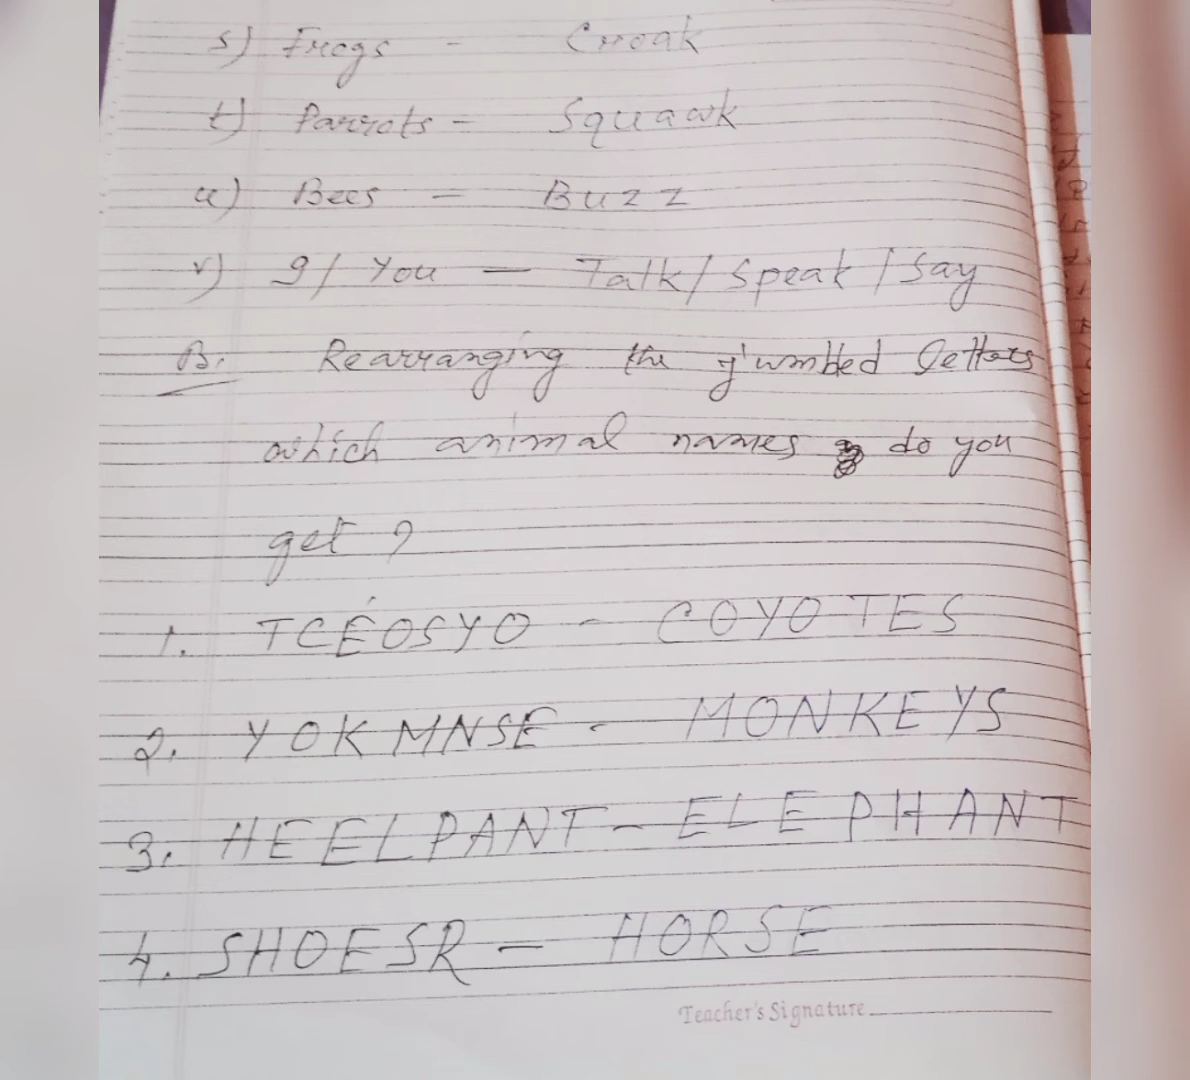 s) Frogs - Croak
t) Parrots = Squawk
u) Bees = Buzz
v) I / You — Talk / Speak / Say
B. Rearranging the jumbled letters
which animal names do you
get ?
1. TCEOSYO - COYOTES
2. YOKMNSE - MONKEYS
3. HEELPANT - ELEPHANT
4. SHOESR - HORSE
Teacher's Signature